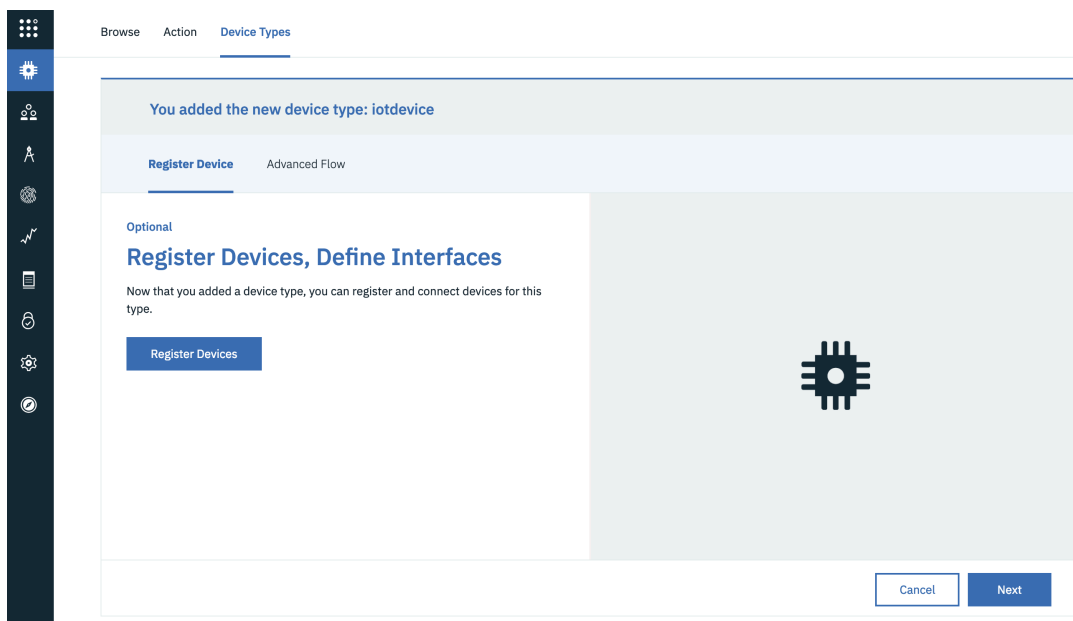 Browse Action Device Types
You added the new device type: iotdevice
Register Device Advanced Flow
Optional
Register Devices, Define Interfaces
Now that you added a device type, you can register and connect devices for this
type.
Register Devices
Cancel Next